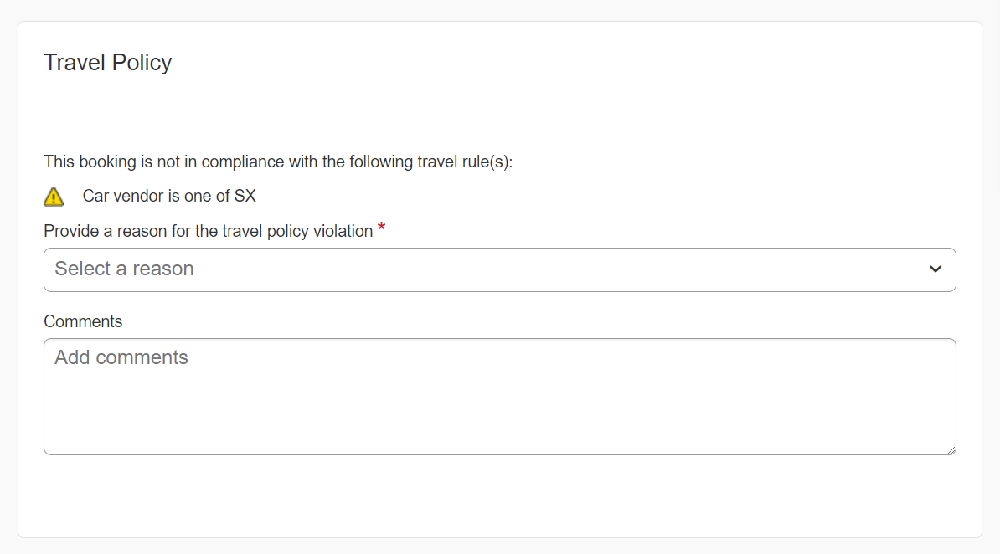 Travel Policy
This booking is not in compliance with the following travel rule(s):
Car vendor is one of SX
Provide a reason for the travel policy violation *
Select a reason
Comments
Add comments